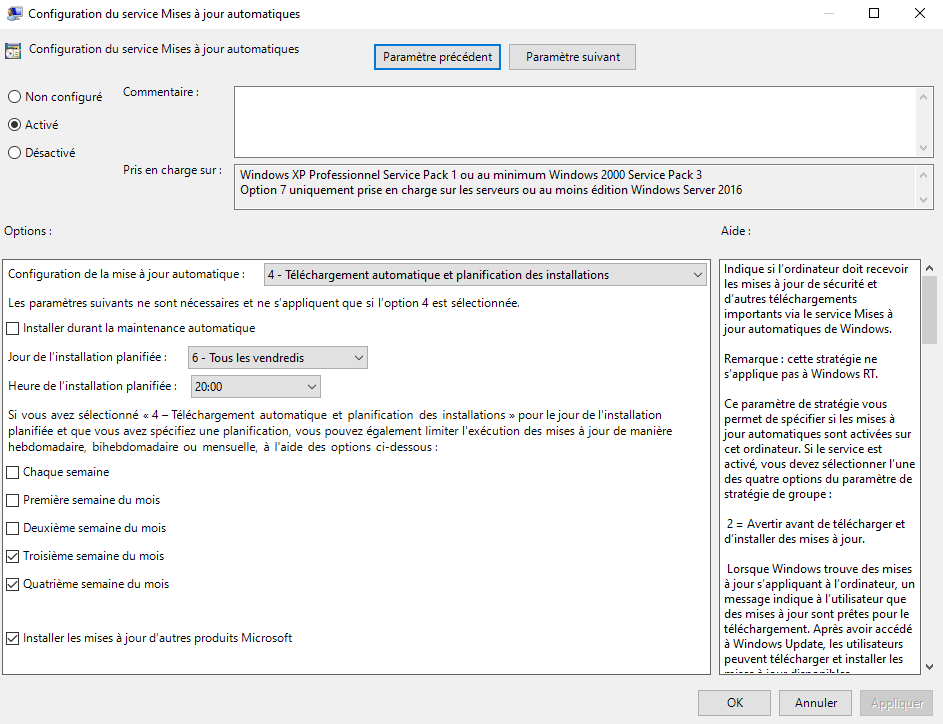 Configuration du service Mises à jour automatiques
Configuration du service Mises à jour automatiques
Paramètre précédent
Paramètre suivant
Non configuré
Activé
Désactivé
Commentaire :
Pris en charge sur :
Windows XP Professionnel Service Pack 1 ou au minimum Windows 2000 Service Pack 3
Option 7 uniquement prise en charge sur les serveurs ou au moins édition Windows Server 2016
Options :
Aide :
Configuration de la mise à jour automatique :
4 - Téléchargement automatique et planification des installations
Les paramètres suivants ne sont nécessaires et ne s’appliquent que si l’option 4 est sélectionnée.
Installer durant la maintenance automatique
Jour de l’installation planifiée :
6 - Tous les vendredis
Heure de l’installation planifiée :
20:00
Si vous avez sélectionné « 4 – Téléchargement automatique et planification des installations » pour le jour de l'installation
planifiée et que vous avez spécifiez une planification, vous pouvez également limiter l'exécution des mises à jour de manière
hebdomadaire, bihebdomadaire ou mensuelle, à l'aide des options ci-dessous :
Chaque semaine
Première semaine du mois
Deuxième semaine du mois
Troisième semaine du mois
Quatrième semaine du mois
Installer les mises à jour d’autres produits Microsoft
Indique si l’ordinateur doit recevoir
les mises à jour de sécurité et
d’autres téléchargements
importants via le service Mises à
jour automatiques de Windows.
Remarque : cette stratégie ne
s’applique pas à Windows RT.
Ce paramètre de stratégie vous
permet de spécifier si les mises à
jour automatiques sont activées sur
cet ordinateur. Si le service est
activé, vous devez sélectionner l’une
des quatre options du paramètre de
stratégie de groupe :
2 = Avertir avant de télécharger et
d’installer des mises à jour.
Lorsque Windows trouve des mises
à jour s’appliquant à l’ordinateur, un
message indique à l’utilisateur que
des mises à jour sont prêtes pour le
téléchargement. Après avoir accédé
à Windows Update, les utilisateurs
peuvent télécharger et installer les
mises à jour disponibles.
OK
Annuler
Appliquer